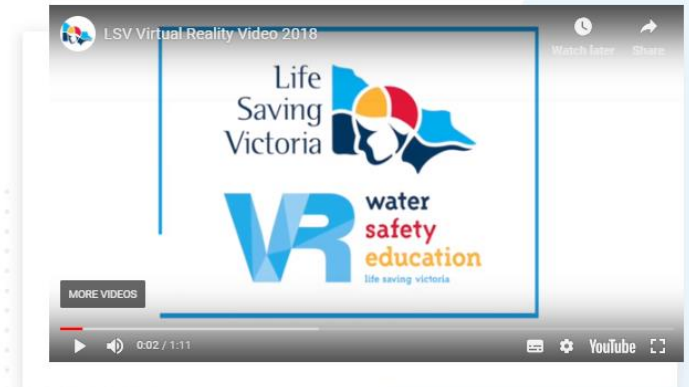 LSV Virtual Reality Video 2018
Watch later Share
Life
Saving
Victoria
VR
water
safety
education
life saving victoria
MORE VIDEOS
0:02 / 1:11
YouTube